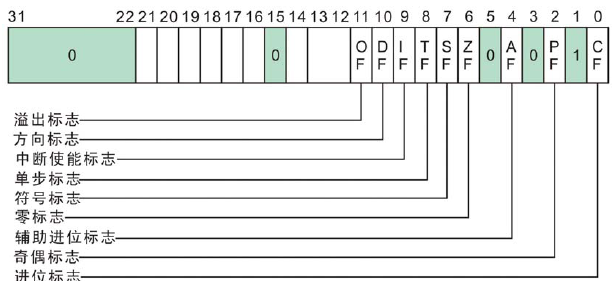 31 22 21 20 19 18 17 16 15 14 13 12 11 10 9 8 7 6 5 4 3 2 1 0
0 0 OF DF IF TF SF ZF 0 AF 0 PF 1 CF
溢出标志
方向标志
中断使能标志
单步标志
符号标志
零标志
辅助进位标志
奇偶标志
进位标志